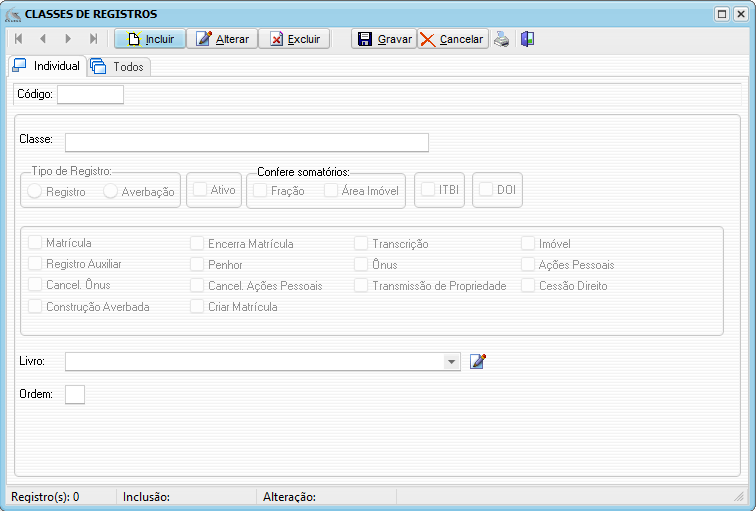 CLASSES DE REGISTROS
Incluir Alterar Excluir Gravar Cancelar
Individual Todos
Código:
Classe:
Tipo de Registro: Confere somatórios:
Registro Averbação Ativo Fração Área Imóvel ITBI DOI
Matrícula Encerra Matrícula Transcrição Imóvel
Registro Auxiliar Penhor Ônus Ações Pessoais
Cancel. Ônus Cancel. Ações Pessoais Transmissão de Propriedade Cessão Direito
Construção Averbada Criar Matrícula
Livro:
Ordem:
Registro(s): 0 Inclusão: Alteração: